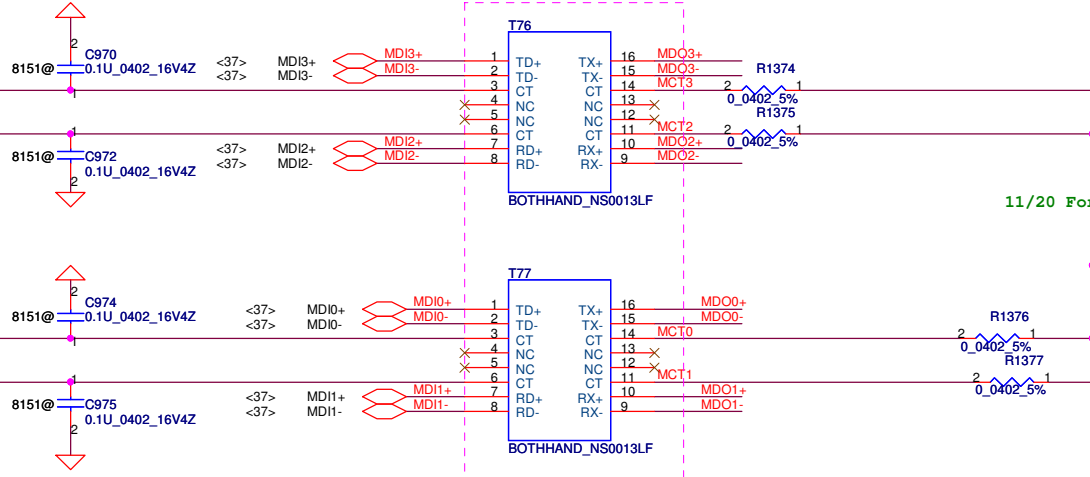 T76
2
C970
8151@
0.1U_0402_16V4Z
1
<37> MDI3+ MDI3+ 1 TD+ TX+ 16 MDO3+
<37> MDI3- MDI3- 2 TD- TX- 15 MDO3-
3 CT CT 14 MCT3 2 R1374 1
0_0402_5%
4 NC NC 13
5 NC NC 12
R1375
1
6 CT CT 11 MCT2 2 1
0_0402_5%
8151@
C972
0.1U_0402_16V4Z
2
<37> MDI2+ MDI2+ 7 RD+ RX+ 10 MDO2+
<37> MDI2- MDI2- 8 RD- RX- 9 MDO2-
BOTHHAND_NS0013LF
11/20 For
T77
2
C974
8151@
0.1U_0402_16V4Z
1
<37> MDI0+ MDI0+ 1 TD+ TX+ 16 MDO0+
<37> MDI0- MDI0- 2 TD- TX- 15 MDO0-
3 CT CT 14 MCT0 2 R1376 1
0_0402_5%
4 NC NC 13
5 NC NC 12
R1377
1
6 CT CT 11 MCT1 2 1
0_0402_5%
8151@
C975
0.1U_0402_16V4Z
2
<37> MDI1+ MDI1+ 7 RD+ RX+ 10 MDO1+
<37> MDI1- MDI1- 8 RD- RX- 9 MDO1-
BOTHHAND_NS0013LF